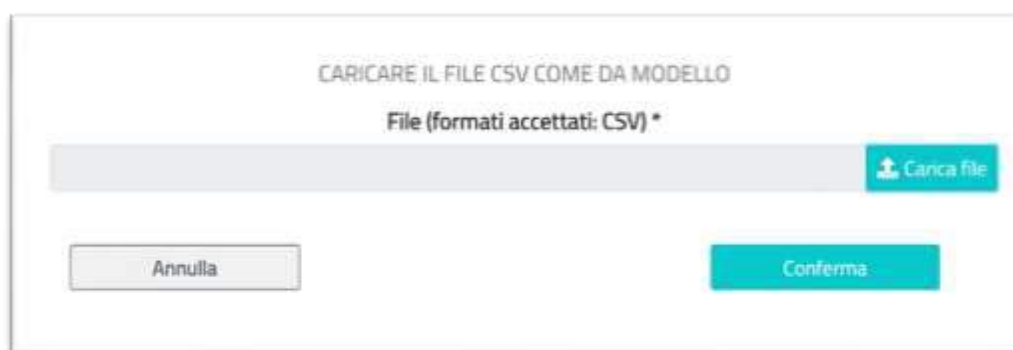 CARICARE IL FILE CSV COME DA MODELLO
File (formati accettati: CSV) *
Carica file
Annulla
Conferma